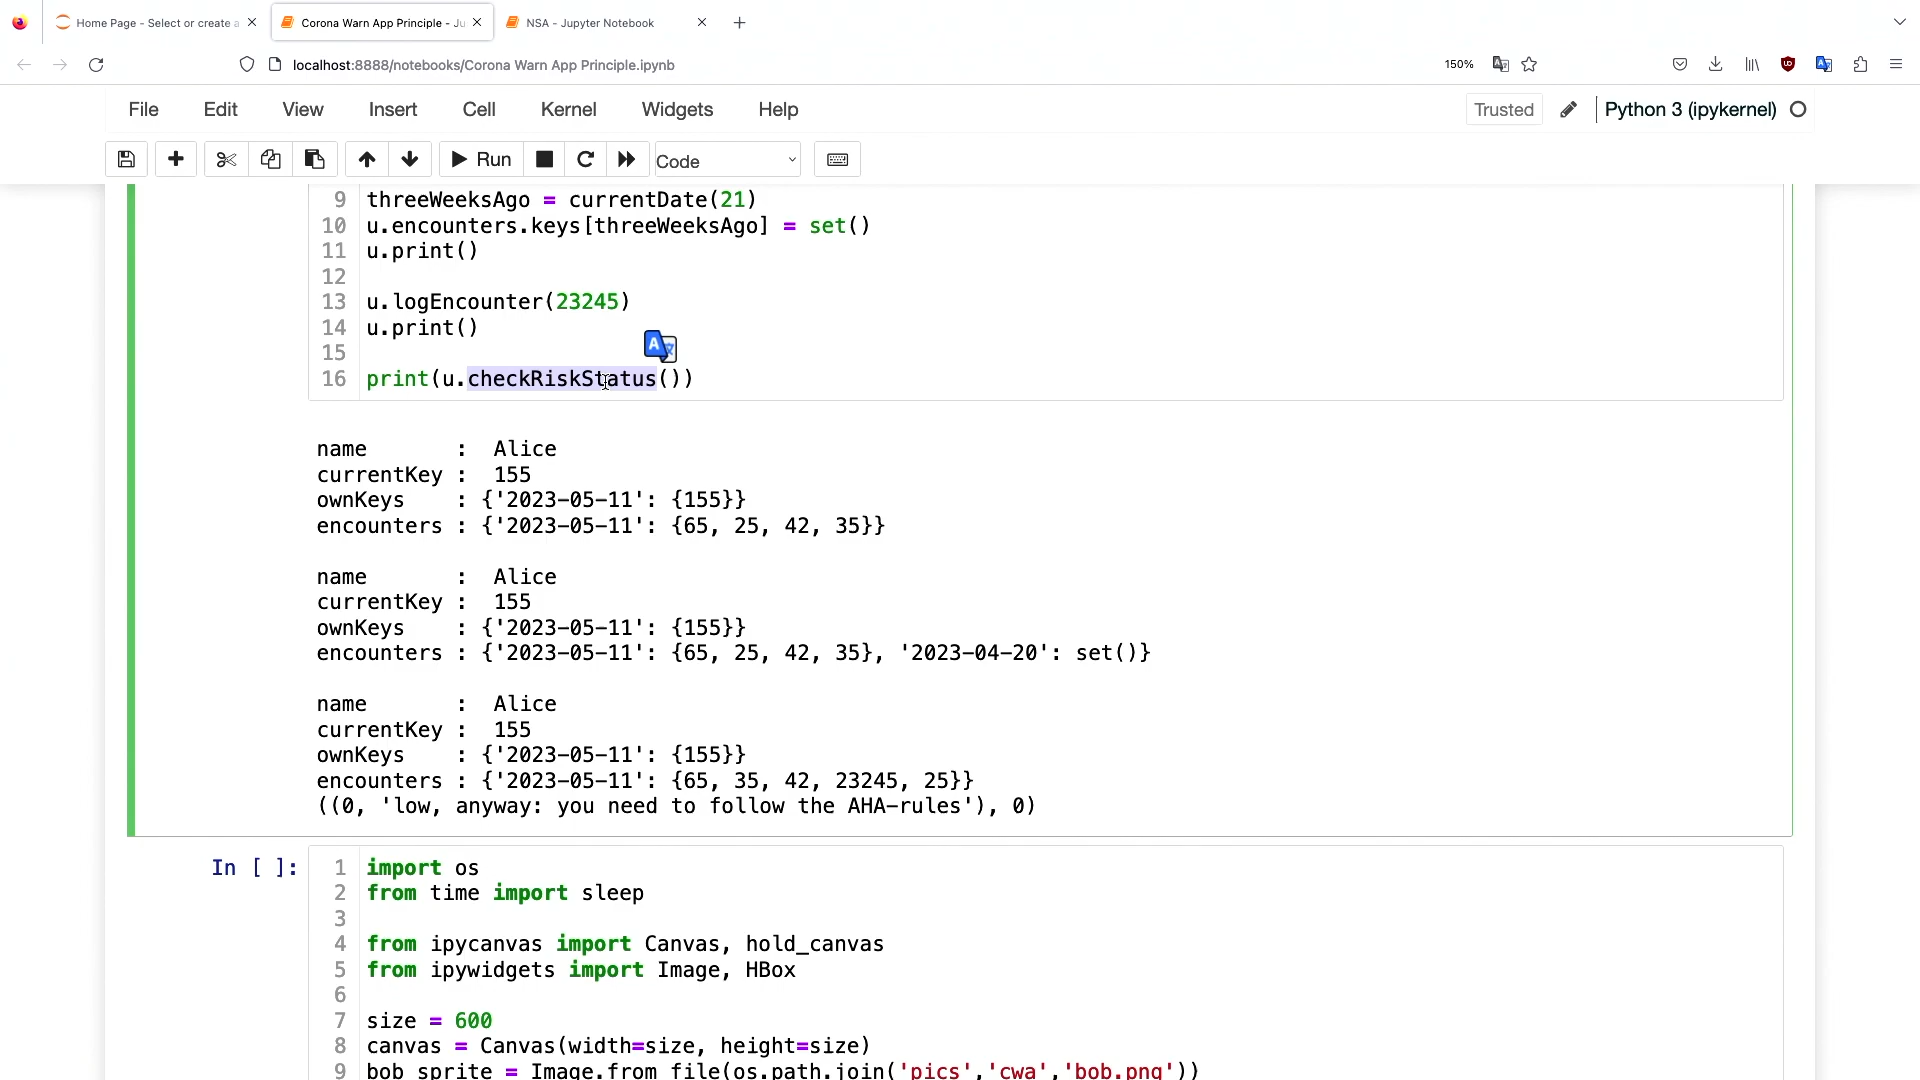 Home Page - Select or create a
Corona Warn App Principle - Ju
NSA - Jupyter Notebook
localhost:8888/notebooks/Corona Warn App Principle.ipynb
150%
File Edit View Insert Cell Kernel Widgets Help
Trusted
Python 3 (ipykernel)
Run
Code
9 threeWeeksAgo = currentDate(21)
10 u.encounters.keys[threeWeeksAgo] = set()
11 u.print()
12
13 u.logEncounter(23245)
14 u.print()
15
16 print(u.checkRiskStatus())
name       :  Alice
currentKey :  155
ownKeys    : {'2023-05-11': {155}}
encounters : {'2023-05-11': {65, 25, 42, 35}}
name       :  Alice
currentKey :  155
ownKeys    : {'2023-05-11': {155}}
encounters : {'2023-05-11': {65, 25, 42, 35}, '2023-04-20': set()}
name       :  Alice
currentKey :  155
ownKeys    : {'2023-05-11': {155}}
encounters : {'2023-05-11': {65, 35, 42, 23245, 25}}
((0, 'low, anyway: you need to follow the AHA-rules'), 0)
In [ ]:
1 import os
2 from time import sleep
3
4 from ipycanvas import Canvas, hold_canvas
5 from ipywidgets import Image, HBox
6
7 size = 600
8 canvas = Canvas(width=size, height=size)
9 bob_sprite = Image.from_file(os.path.join('pics','cwa','bob.png'))